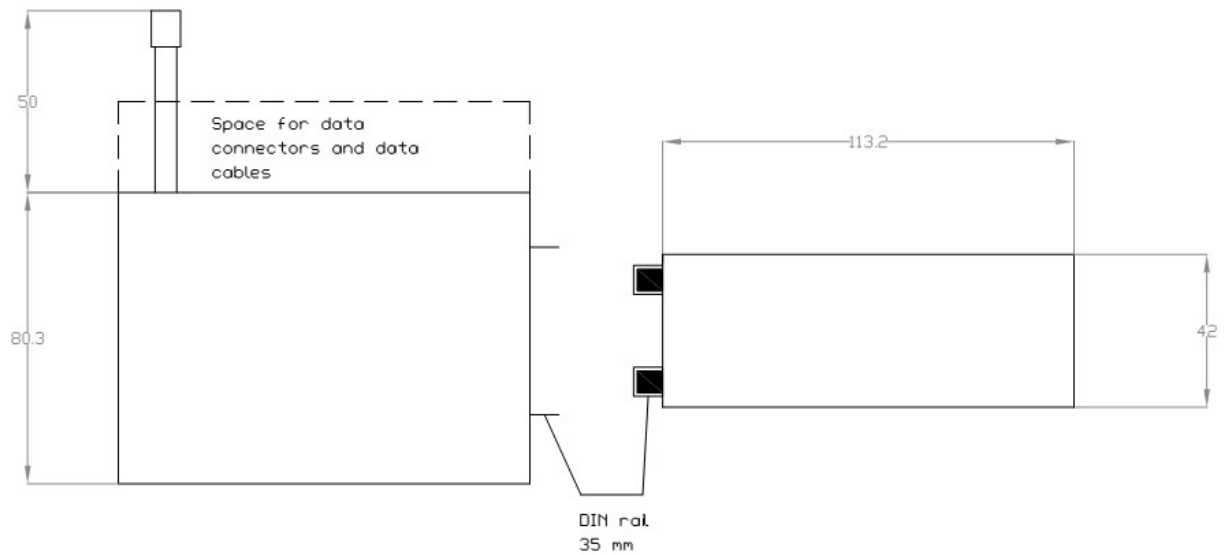 50
Space for data
connectors and data
cables
113.2
80.3
42
DIN rail
35 mm